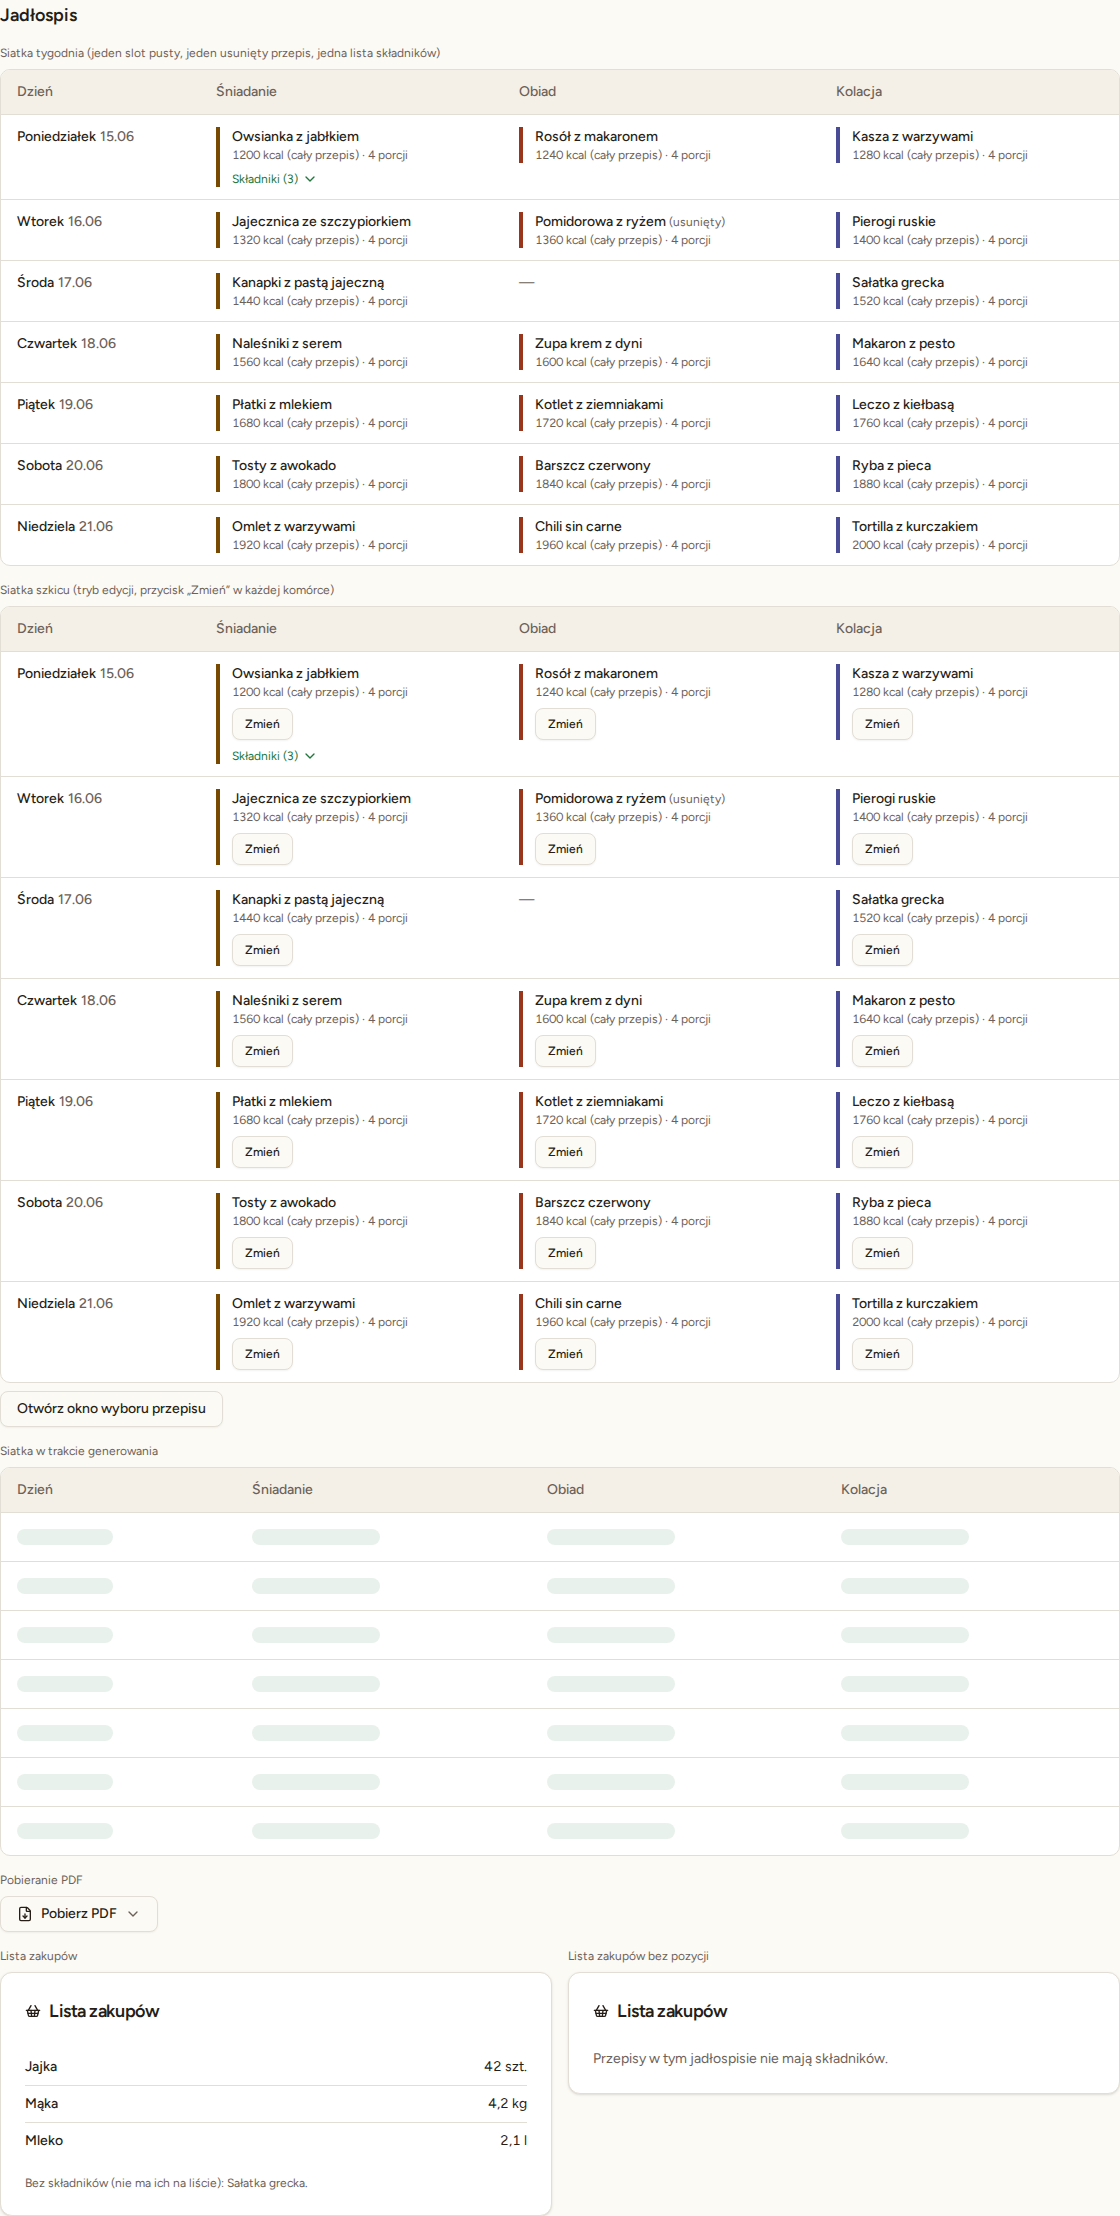 Jadłospis
Siatka tygodnia (jeden slot pusty, jeden usunięty przepis, jedna lista składników)
Dzień Śniadanie Obiad Kolacja
Poniedziałek 15.06 Owsianka z jabłkiem Rosół z makaronem Kasza z warzywami
1200 kcal (cały przepis) · 4 porcji 1240 kcal (cały przepis) · 4 porcji 1280 kcal (cały przepis) · 4 porcji
Składniki (3)
Wtorek 16.06 Jajecznica ze szczypiorkiem Pomidorowa z ryżem (usunięty) Pierogi ruskie
1320 kcal (cały przepis) · 4 porcji 1360 kcal (cały przepis) · 4 porcji 1400 kcal (cały przepis) · 4 porcji
Środa 17.06 Kanapki z pastą jajeczną — Sałatka grecka
1440 kcal (cały przepis) · 4 porcji 1520 kcal (cały przepis) · 4 porcji
Czwartek 18.06 Naleśniki z serem Zupa krem z dyni Makaron z pesto
1560 kcal (cały przepis) · 4 porcji 1600 kcal (cały przepis) · 4 porcji 1640 kcal (cały przepis) · 4 porcji
Piątek 19.06 Płatki z mlekiem Kotlet z ziemniakami Leczo z kiełbasą
1680 kcal (cały przepis) · 4 porcji 1720 kcal (cały przepis) · 4 porcji 1760 kcal (cały przepis) · 4 porcji
Sobota 20.06 Tosty z awokado Barszcz czerwony Ryba z pieca
1800 kcal (cały przepis) · 4 porcji 1840 kcal (cały przepis) · 4 porcji 1880 kcal (cały przepis) · 4 porcji
Niedziela 21.06 Omlet z warzywami Chili sin carne Tortilla z kurczakiem
1920 kcal (cały przepis) · 4 porcji 1960 kcal (cały przepis) · 4 porcji 2000 kcal (cały przepis) · 4 porcji
Siatka szkicu (tryb edycji, przycisk „Zmień” w każdej komórce)
Dzień Śniadanie Obiad Kolacja
Poniedziałek 15.06 Owsianka z jabłkiem Rosół z makaronem Kasza z warzywami
1200 kcal (cały przepis) · 4 porcji 1240 kcal (cały przepis) · 4 porcji 1280 kcal (cały przepis) · 4 porcji
Zmień Zmień Zmień
Składniki (3)
Wtorek 16.06 Jajecznica ze szczypiorkiem Pomidorowa z ryżem (usunięty) Pierogi ruskie
1320 kcal (cały przepis) · 4 porcji 1360 kcal (cały przepis) · 4 porcji 1400 kcal (cały przepis) · 4 porcji
Zmień Zmień Zmień
Środa 17.06 Kanapki z pastą jajeczną — Sałatka grecka
1440 kcal (cały przepis) · 4 porcji 1520 kcal (cały przepis) · 4 porcji
Zmień Zmień
Czwartek 18.06 Naleśniki z serem Zupa krem z dyni Makaron z pesto
1560 kcal (cały przepis) · 4 porcji 1600 kcal (cały przepis) · 4 porcji 1640 kcal (cały przepis) · 4 porcji
Zmień Zmień Zmień
Piątek 19.06 Płatki z mlekiem Kotlet z ziemniakami Leczo z kiełbasą
1680 kcal (cały przepis) · 4 porcji 1720 kcal (cały przepis) · 4 porcji 1760 kcal (cały przepis) · 4 porcji
Zmień Zmień Zmień
Sobota 20.06 Tosty z awokado Barszcz czerwony Ryba z pieca
1800 kcal (cały przepis) · 4 porcji 1840 kcal (cały przepis) · 4 porcji 1880 kcal (cały przepis) · 4 porcji
Zmień Zmień Zmień
Niedziela 21.06 Omlet z warzywami Chili sin carne Tortilla z kurczakiem
1920 kcal (cały przepis) · 4 porcji 1960 kcal (cały przepis) · 4 porcji 2000 kcal (cały przepis) · 4 porcji
Zmień Zmień Zmień
Otwórz okno wyboru przepisu
Siatka w trakcie generowania
Dzień Śniadanie Obiad Kolacja
Pobieranie PDF
Pobierz PDF
Lista zakupów
Lista zakupów
Jajka 42 szt.
Mąka 4,2 kg
Mleko 2,1 l
Bez składników (nie ma ich na liście): Sałatka grecka.
Lista zakupów bez pozycji
Lista zakupów
Przepisy w tym jadłospisie nie mają składników.